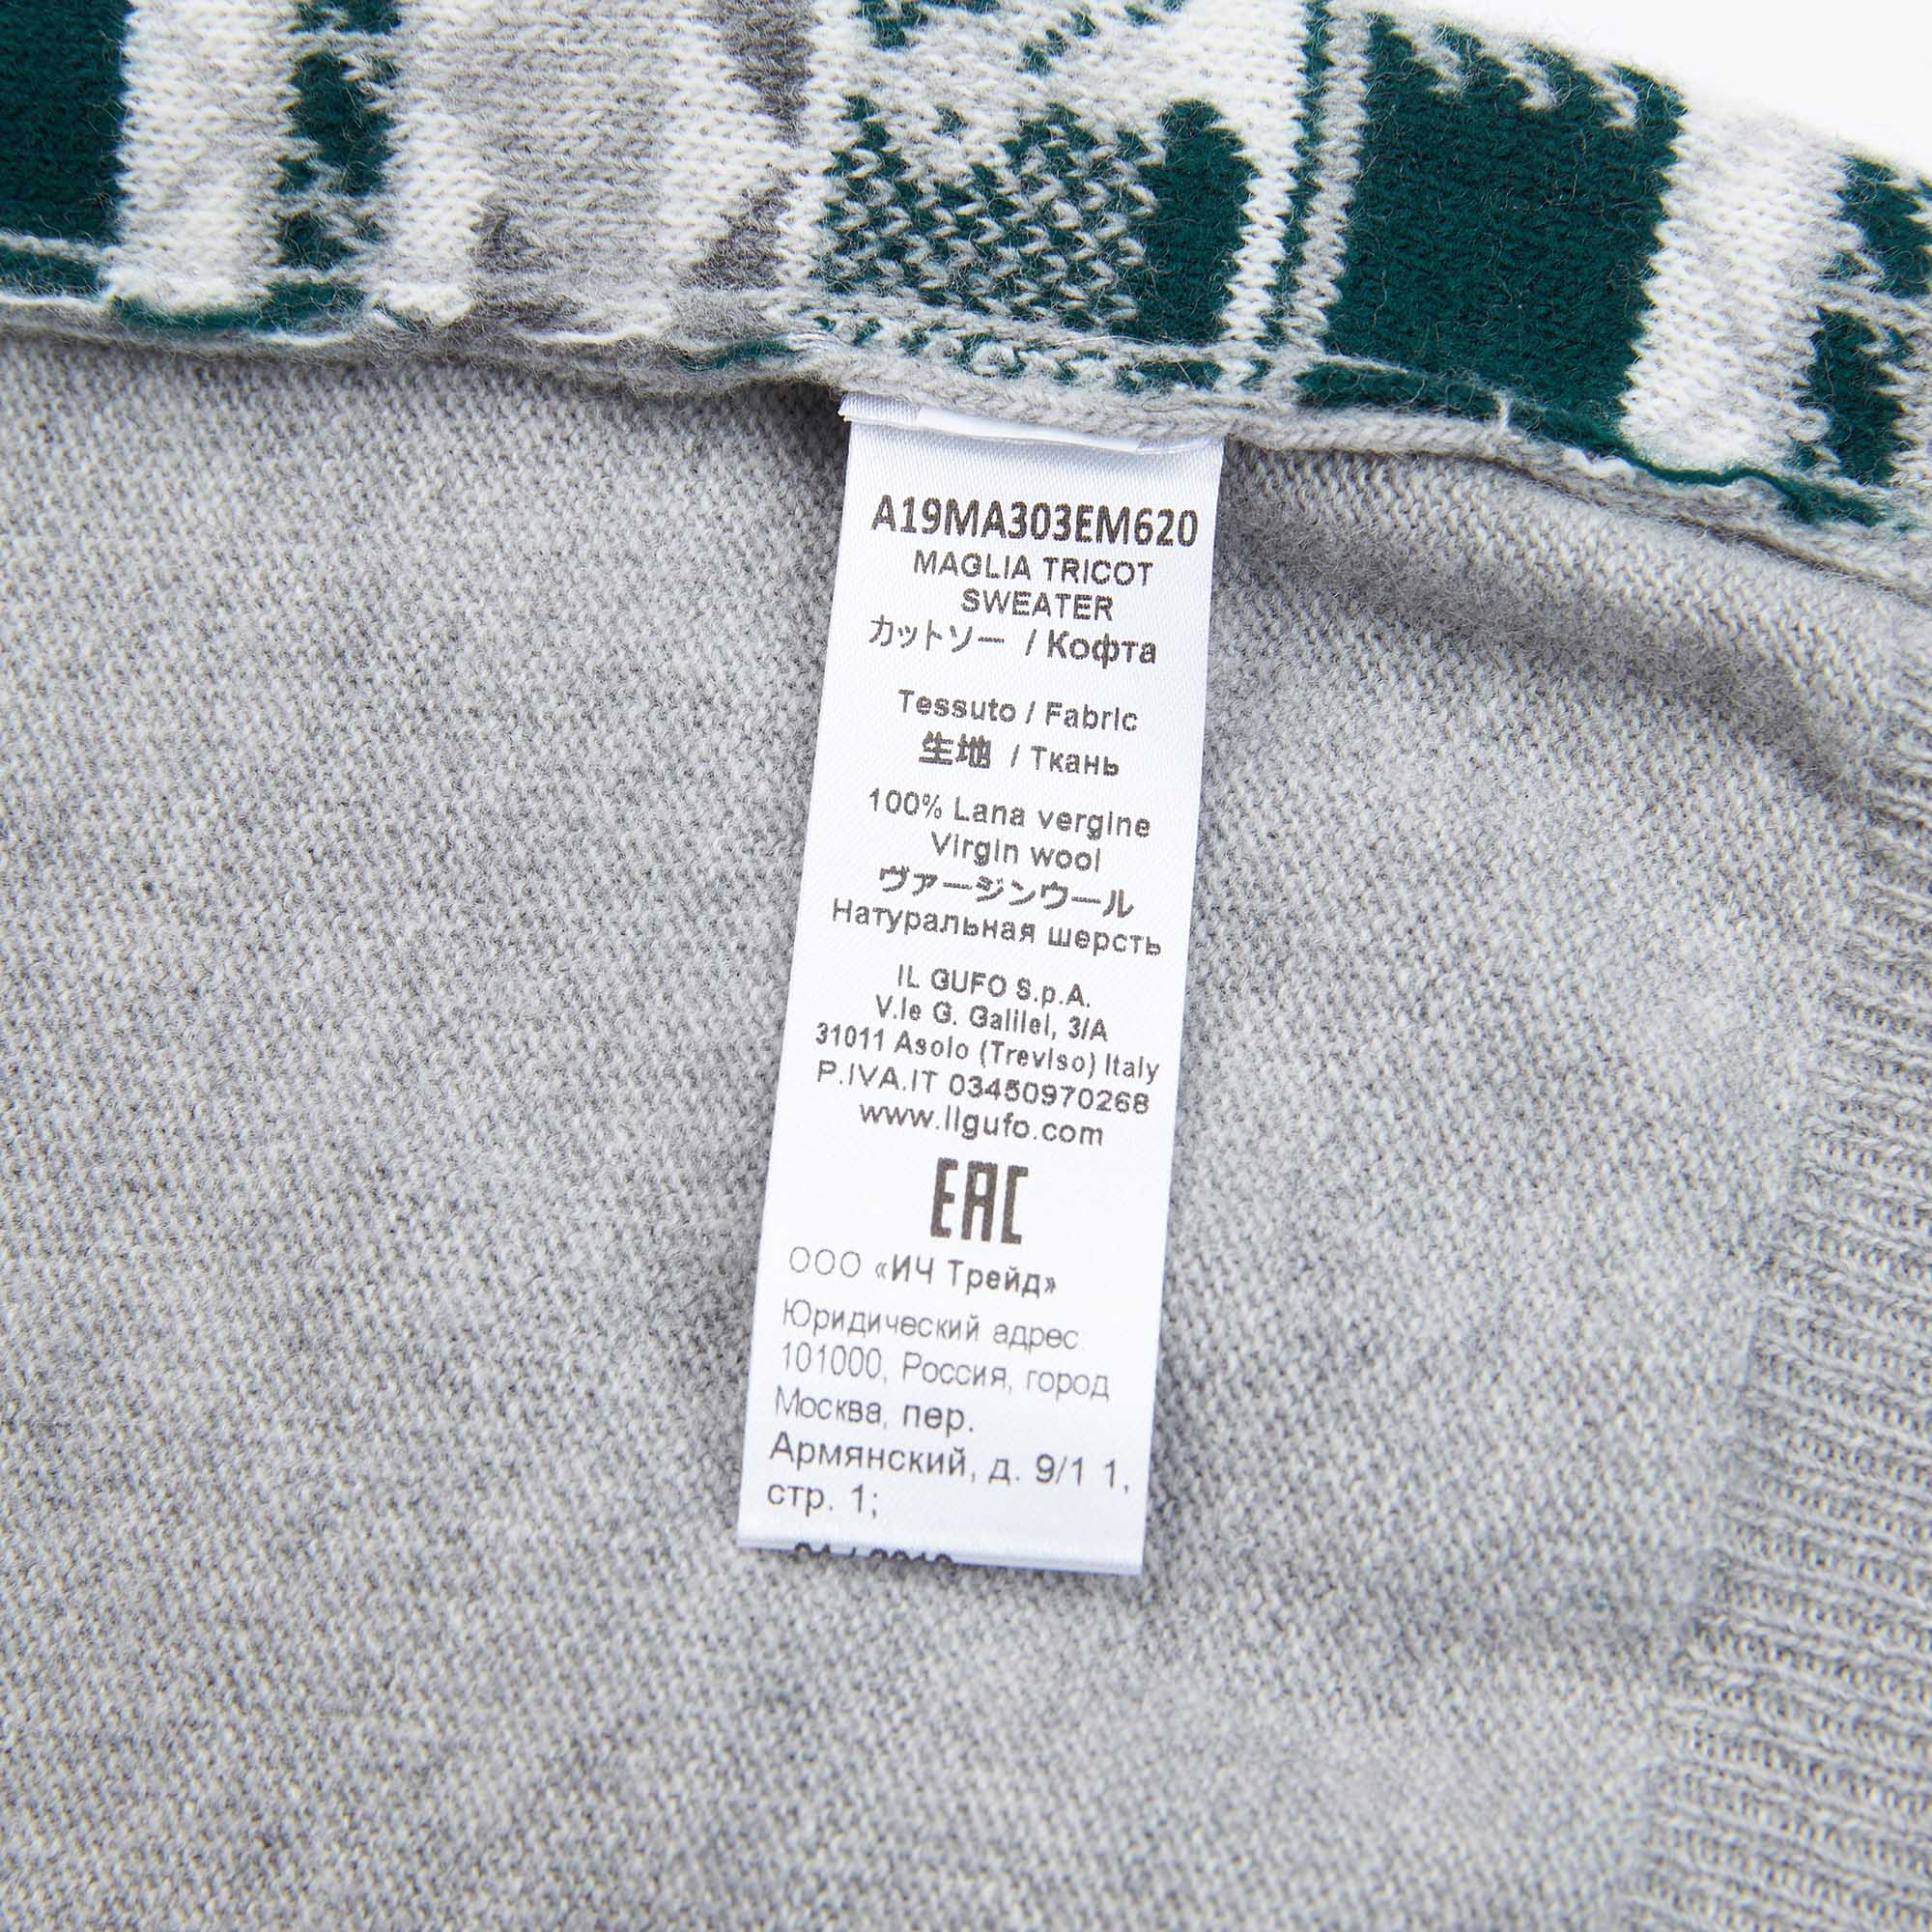 A19MA303EM620
MAGLIA TRICOT
SWEATER
カットソー / Кофта
Tessuto / Fabric
生地 / Ткань
100% Lana vergine
Virgin wool
ヴァージンウール
Натуральная шерсть
IL GUFO S.p.A.
V.le G. Galilei, 3/A
31011 Asolo (Treviso) Italy
P.IVA.IT 03450970268
www.ilgufo.com
EAC
ООО «ИЧ Трейд»
Юридический адрес
101000, Россия, город
Москва, пер.
Армянский, д. 9/1 1,
стр. 1;